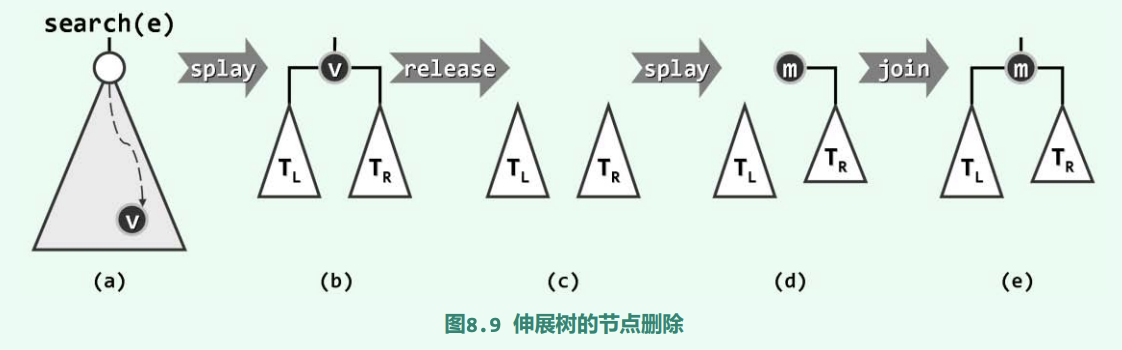 search(e)
splay
v
release
splay
m
join
m
T_L
T_R
T_L
T_R
T_L
T_R
T_L
T_R
v
(a)
(b)
(c)
(d)
(e)
图8.9 伸展树的节点删除